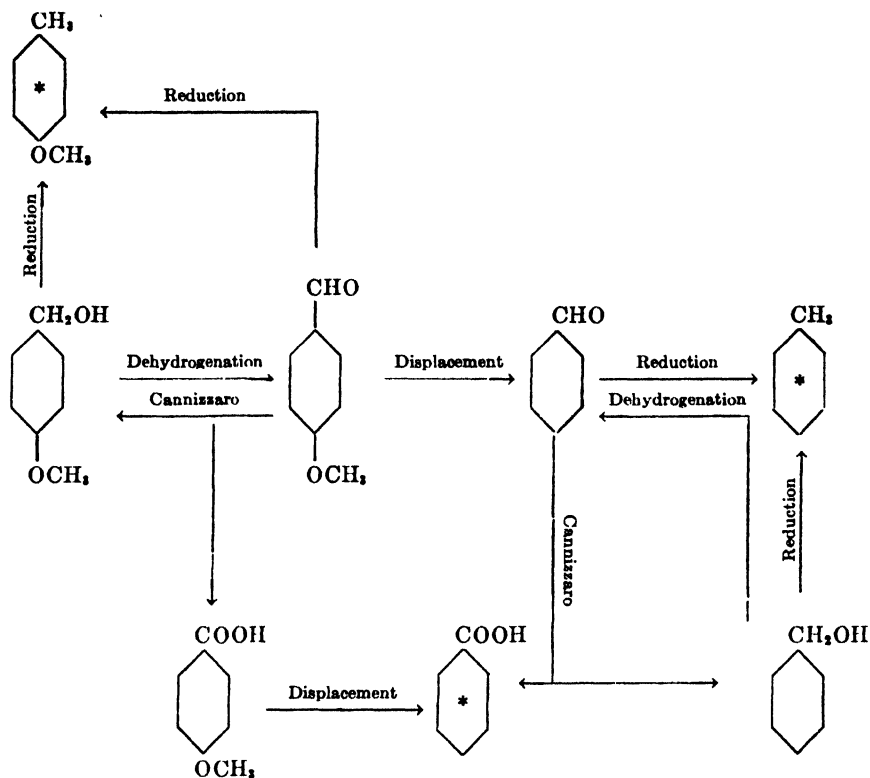 CH₃
Reduction
*
OCH₃
Reduction
CHO
CH₂OH
CHO
CH₃
Dehydrogenation
Displacement
Reduction
*
Cannizzaro
Dehydrogenation
OCH₃
OCH₃
Cannizzaro
Reduction
COOH
COOH
CH₂OH
Displacement
*
OCH₃